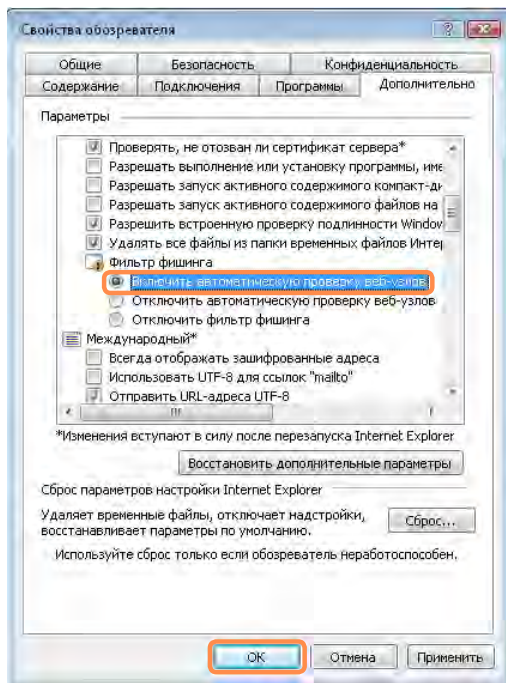 Свойства обозревателя
Общие Безопасность Конфиденциальность
Содержание Подключения Программы Дополнительно
Параметры
Проверять, не отозван ли сертификат сервера*
Разрешать выполнение или установку программы, име
Разрешать запуск активного содержимого компакт-ди
Разрешать запуск активного содержимого файлов на
Разрешить встроенную проверку подлинности Window
Удалять все файлы из папки временных файлов Интер
Фильтр фишинга
Включить автоматическую проверку веб-узлов
Отключить автоматическую проверку веб-узлов
Отключить фильтр фишинга
Международный*
Всегда отображать зашифрованные адреса
Использовать UTF-8 для ссылок "mailto"
Отправить URL-адреса UTF-8
*Изменения вступают в силу после перезапуска Internet Explorer
Восстановить дополнительные параметры
Сброс параметров настройки Internet Explorer
Удаляет временные файлы, отключает надстройки,
восстанавливает параметры по умолчанию.
Сброс...
Используйте сброс только если обозреватель неработоспособен.
OK Отмена Применить